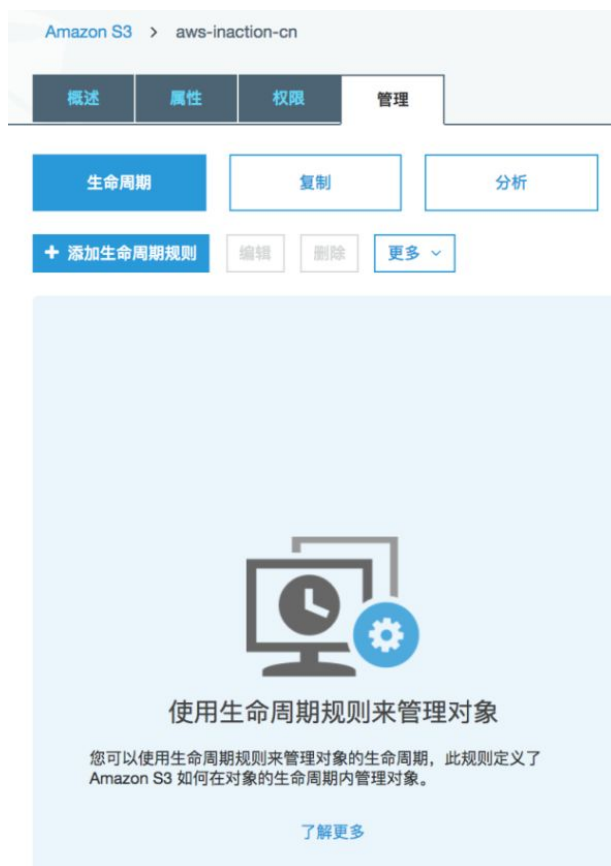 Amazon S3 > aws-inaction-cn
概述 属性 权限 管理
生命周期 复制 分析
+ 添加生命周期规则 编辑 删除 更多
使用生命周期规则来管理对象
您可以使用生命周期规则来管理对象的生命周期，此规则定义了
Amazon S3 如何在对象的生命周期内管理对象。
了解更多